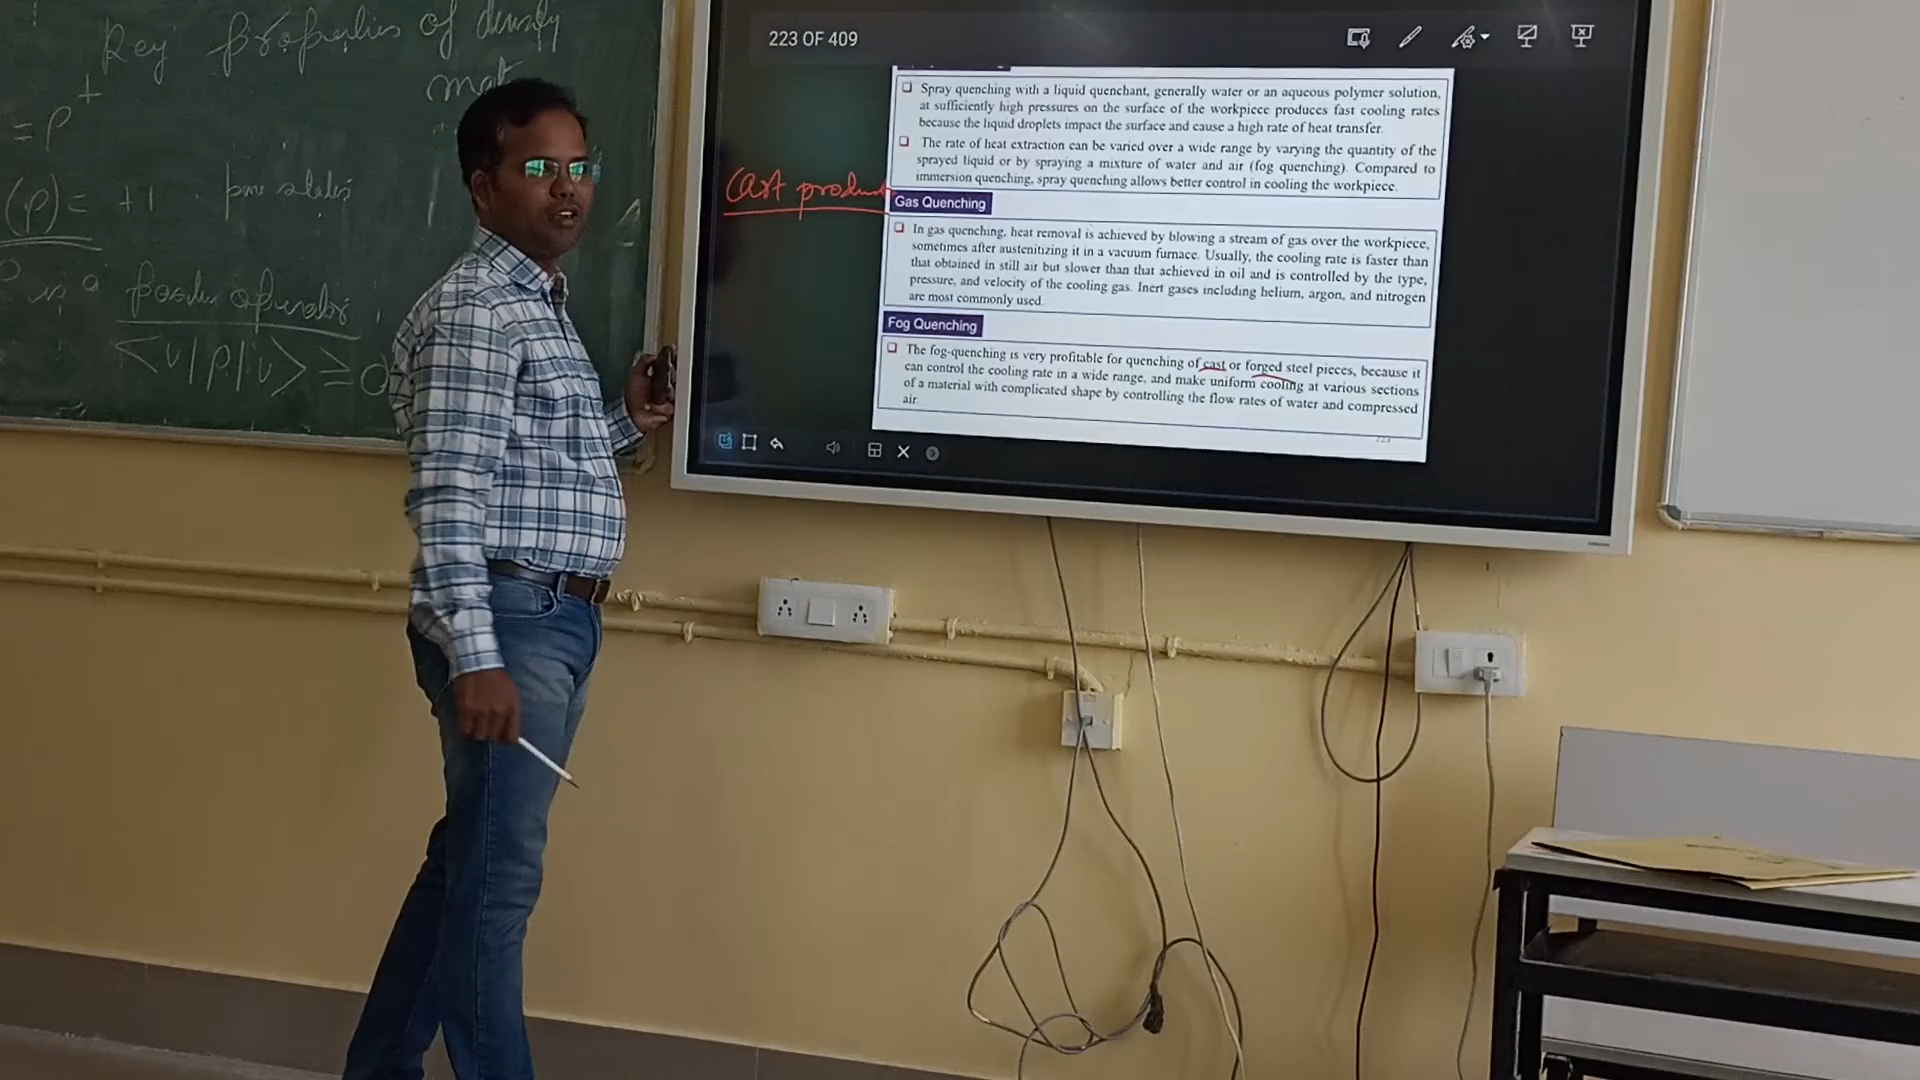 Key Properties of density
mat
+
= ρ
(ρ) = +1 . pure states
is a
<v|ρ|v> ≥ 0
223 OF 409
Cast product
Spray quenching with a liquid quenchant, generally water or an aqueous polymer solution,
at sufficiently high pressures on the surface of the workpiece produces fast cooling rates
because the liquid droplets impact the surface and cause a high rate of heat transfer.
The rate of heat extraction can be varied over a wide range by varying the quantity of the
sprayed liquid or by spraying a mixture of water and air (fog quenching). Compared to
immersion quenching, spray quenching allows better control in cooling the workpiece.
Gas Quenching
In gas quenching, heat removal is achieved by blowing a stream of gas over the workpiece,
sometimes after austenitizing it in a vacuum furnace. Usually, the cooling rate is faster than
that obtained in still air but slower than that achieved in oil and is controlled by the type,
pressure, and velocity of the cooling gas. Inert gases including helium, argon, and nitrogen
are most commonly used.
Fog Quenching
The fog-quenching is very profitable for quenching of cast or forged steel pieces, because it
can control the cooling rate in a wide range, and make uniform cooling at various sections
of a material with complicated shape by controlling the flow rates of water and compressed
air.
223